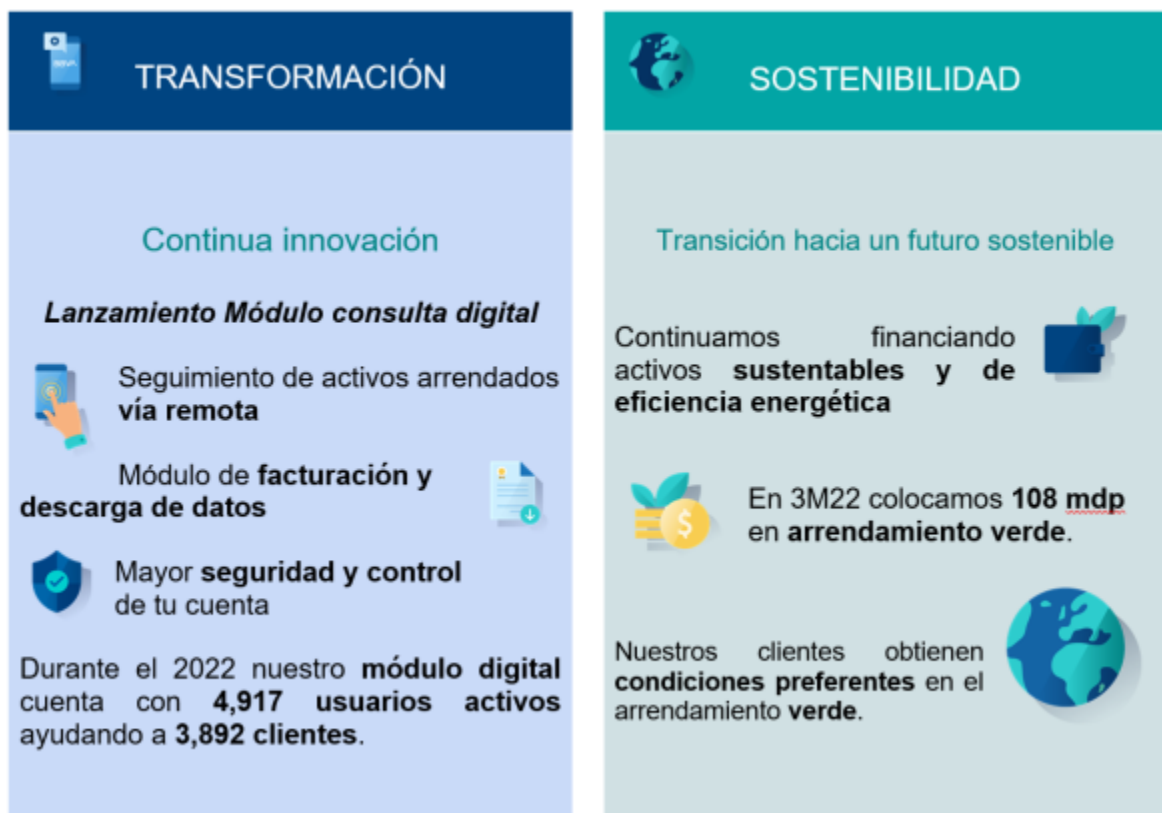 BBVA
TRANSFORMACIÓN
Continua innovación
Lanzamiento Módulo consulta digital
Seguimiento de activos arrendados
vía remota
Módulo de facturación y
descarga de datos
Mayor seguridad y control
de tu cuenta
Durante el 2022 nuestro módulo digital
cuenta con 4,917 usuarios activos
ayudando a 3,892 clientes.
SOSTENIBILIDAD
Transición hacia un futuro sostenible
Continuamos financiando
activos sustentables y de
eficiencia energética
$
En 3M22 colocamos 108 mdp
en arrendamiento verde.
Nuestros clientes obtienen
condiciones preferentes en el
arrendamiento verde.